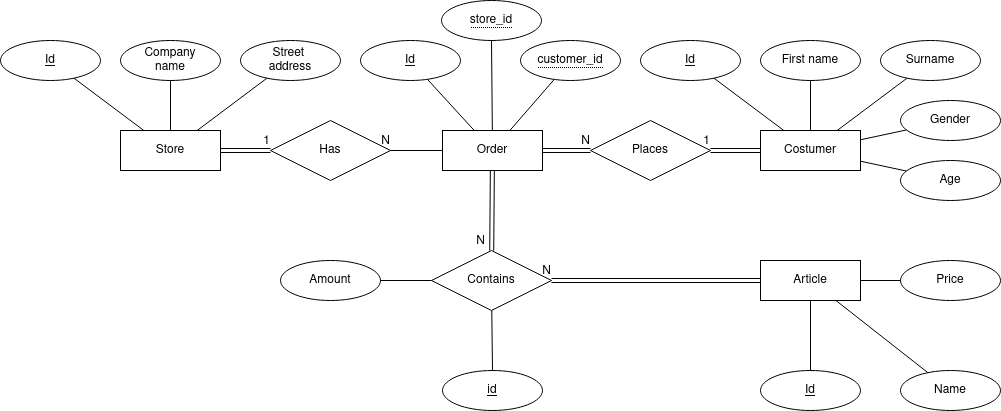 store_id
Id
Company
name
Street
address
Id
customer_id
Id
First name
Surname
Gender
Store
1
Has
N
Order
N
Places
1
Costumer
Age
N
Amount
Contains
N
Article
Price
id
Id
Name